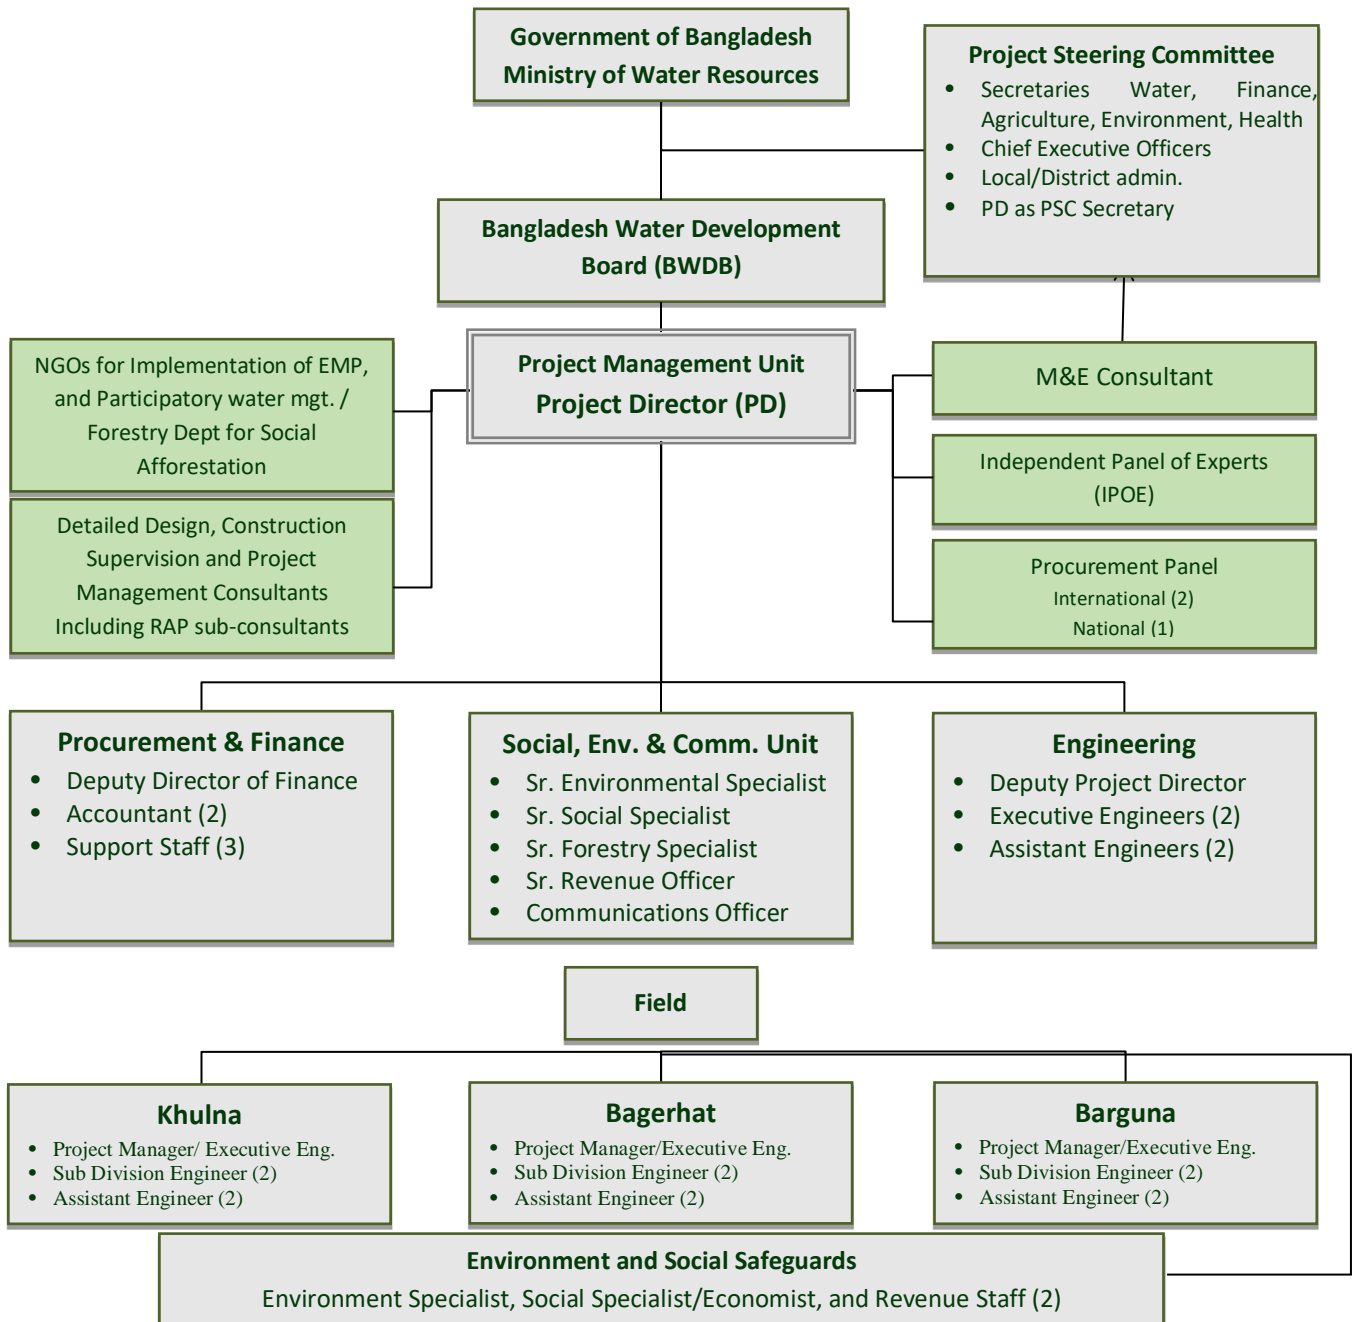 Government of Bangladesh
Ministry of Water Resources
Project Steering Committee
• Secretaries Water, Finance,
Agriculture, Environment, Health
• Chief Executive Officers
• Local/District admin.
• PD as PSC Secretary
Bangladesh Water Development
Board (BWDB)
NGOs for Implementation of EMP,
and Participatory water mgt. /
Forestry Dept for Social
Afforestation
Project Management Unit
Project Director (PD)
M&E Consultant
Independent Panel of Experts
(IPOE)
Detailed Design, Construction
Supervision and Project
Management Consultants
Including RAP sub-consultants
Procurement Panel
International (2)
National (1)
Procurement & Finance
• Deputy Director of Finance
• Accountant (2)
• Support Staff (3)
Social, Env. & Comm. Unit
• Sr. Environmental Specialist
• Sr. Social Specialist
• Sr. Forestry Specialist
• Sr. Revenue Officer
• Communications Officer
Engineering
• Deputy Project Director
• Executive Engineers (2)
• Assistant Engineers (2)
Field
Khulna
• Project Manager/ Executive Eng.
• Sub Division Engineer (2)
• Assistant Engineer (2)
Bagerhat
• Project Manager/Executive Eng.
• Sub Division Engineer (2)
• Assistant Engineer (2)
Barguna
• Project Manager/Executive Eng.
• Sub Division Engineer (2)
• Assistant Engineer (2)
Environment and Social Safeguards
Environment Specialist, Social Specialist/Economist, and Revenue Staff (2)